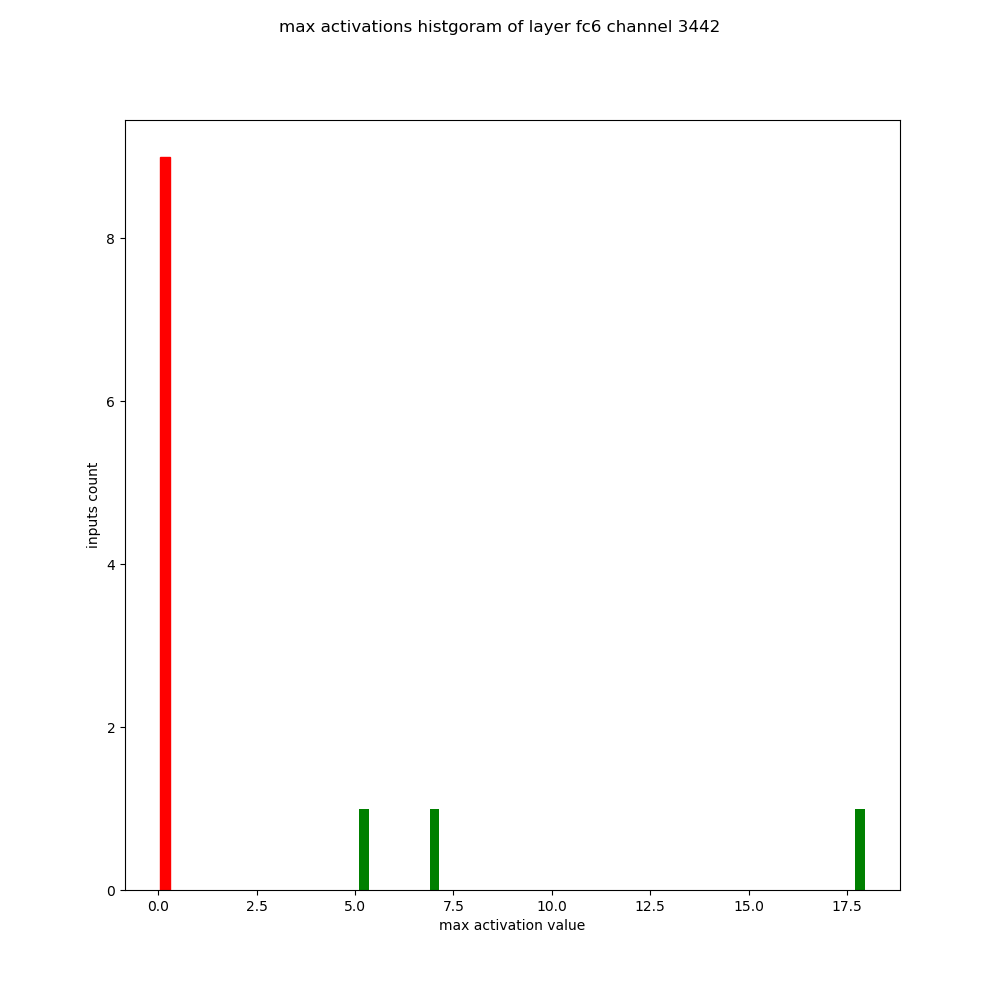 max activations histgoram of layer fc6 channel 3442
8
6
4
2
0
inputs count
0.0 2.5 5.0 7.5 10.0 12.5 15.0 17.5
max activation value